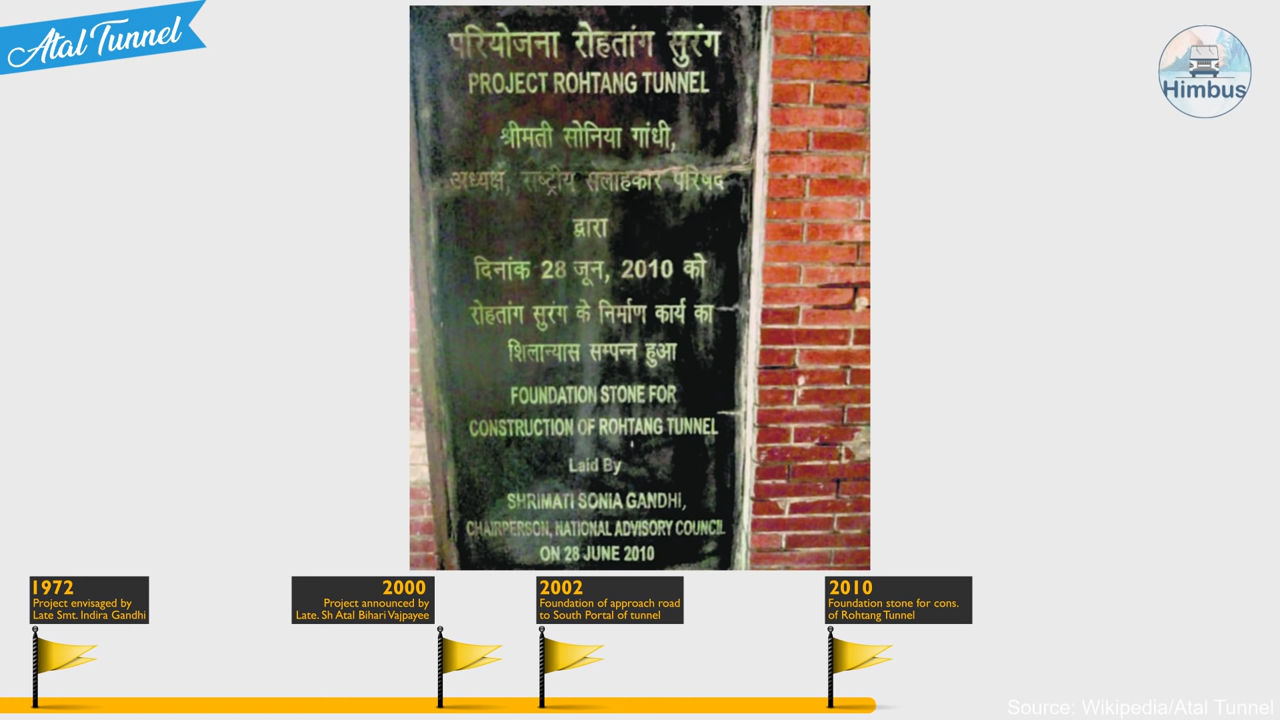 Atal Tunnel
Himbus
परियोजना रोहतांग सुरंग
PROJECT ROHTANG TUNNEL
श्रीमती सोनिया गांधी,
अध्यक्ष, राष्ट्रीय सलाहकार परिषद
द्वारा
दिनांक 28 जून, 2010 को
रोहतांग सुरंग के निर्माण कार्य का
शिलान्यास सम्पन्न हुआ
FOUNDATION STONE FOR
CONSTRUCTION OF ROHTANG TUNNEL
Laid By
SHRIMATI SONIA GANDHI,
CHAIRPERSON, NATIONAL ADVISORY COUNCIL
ON 28 JUNE 2010
1972
Project envisaged by
Late Smt. Indira Gandhi
2000
Project announced by
Late. Sh Atal Bihari Vajpayee
2002
Foundation of approach road
to South Portal of tunnel
2010
Foundation stone for cons.
of Rohtang Tunnel
Source: Wikipedia/Atal Tunnel